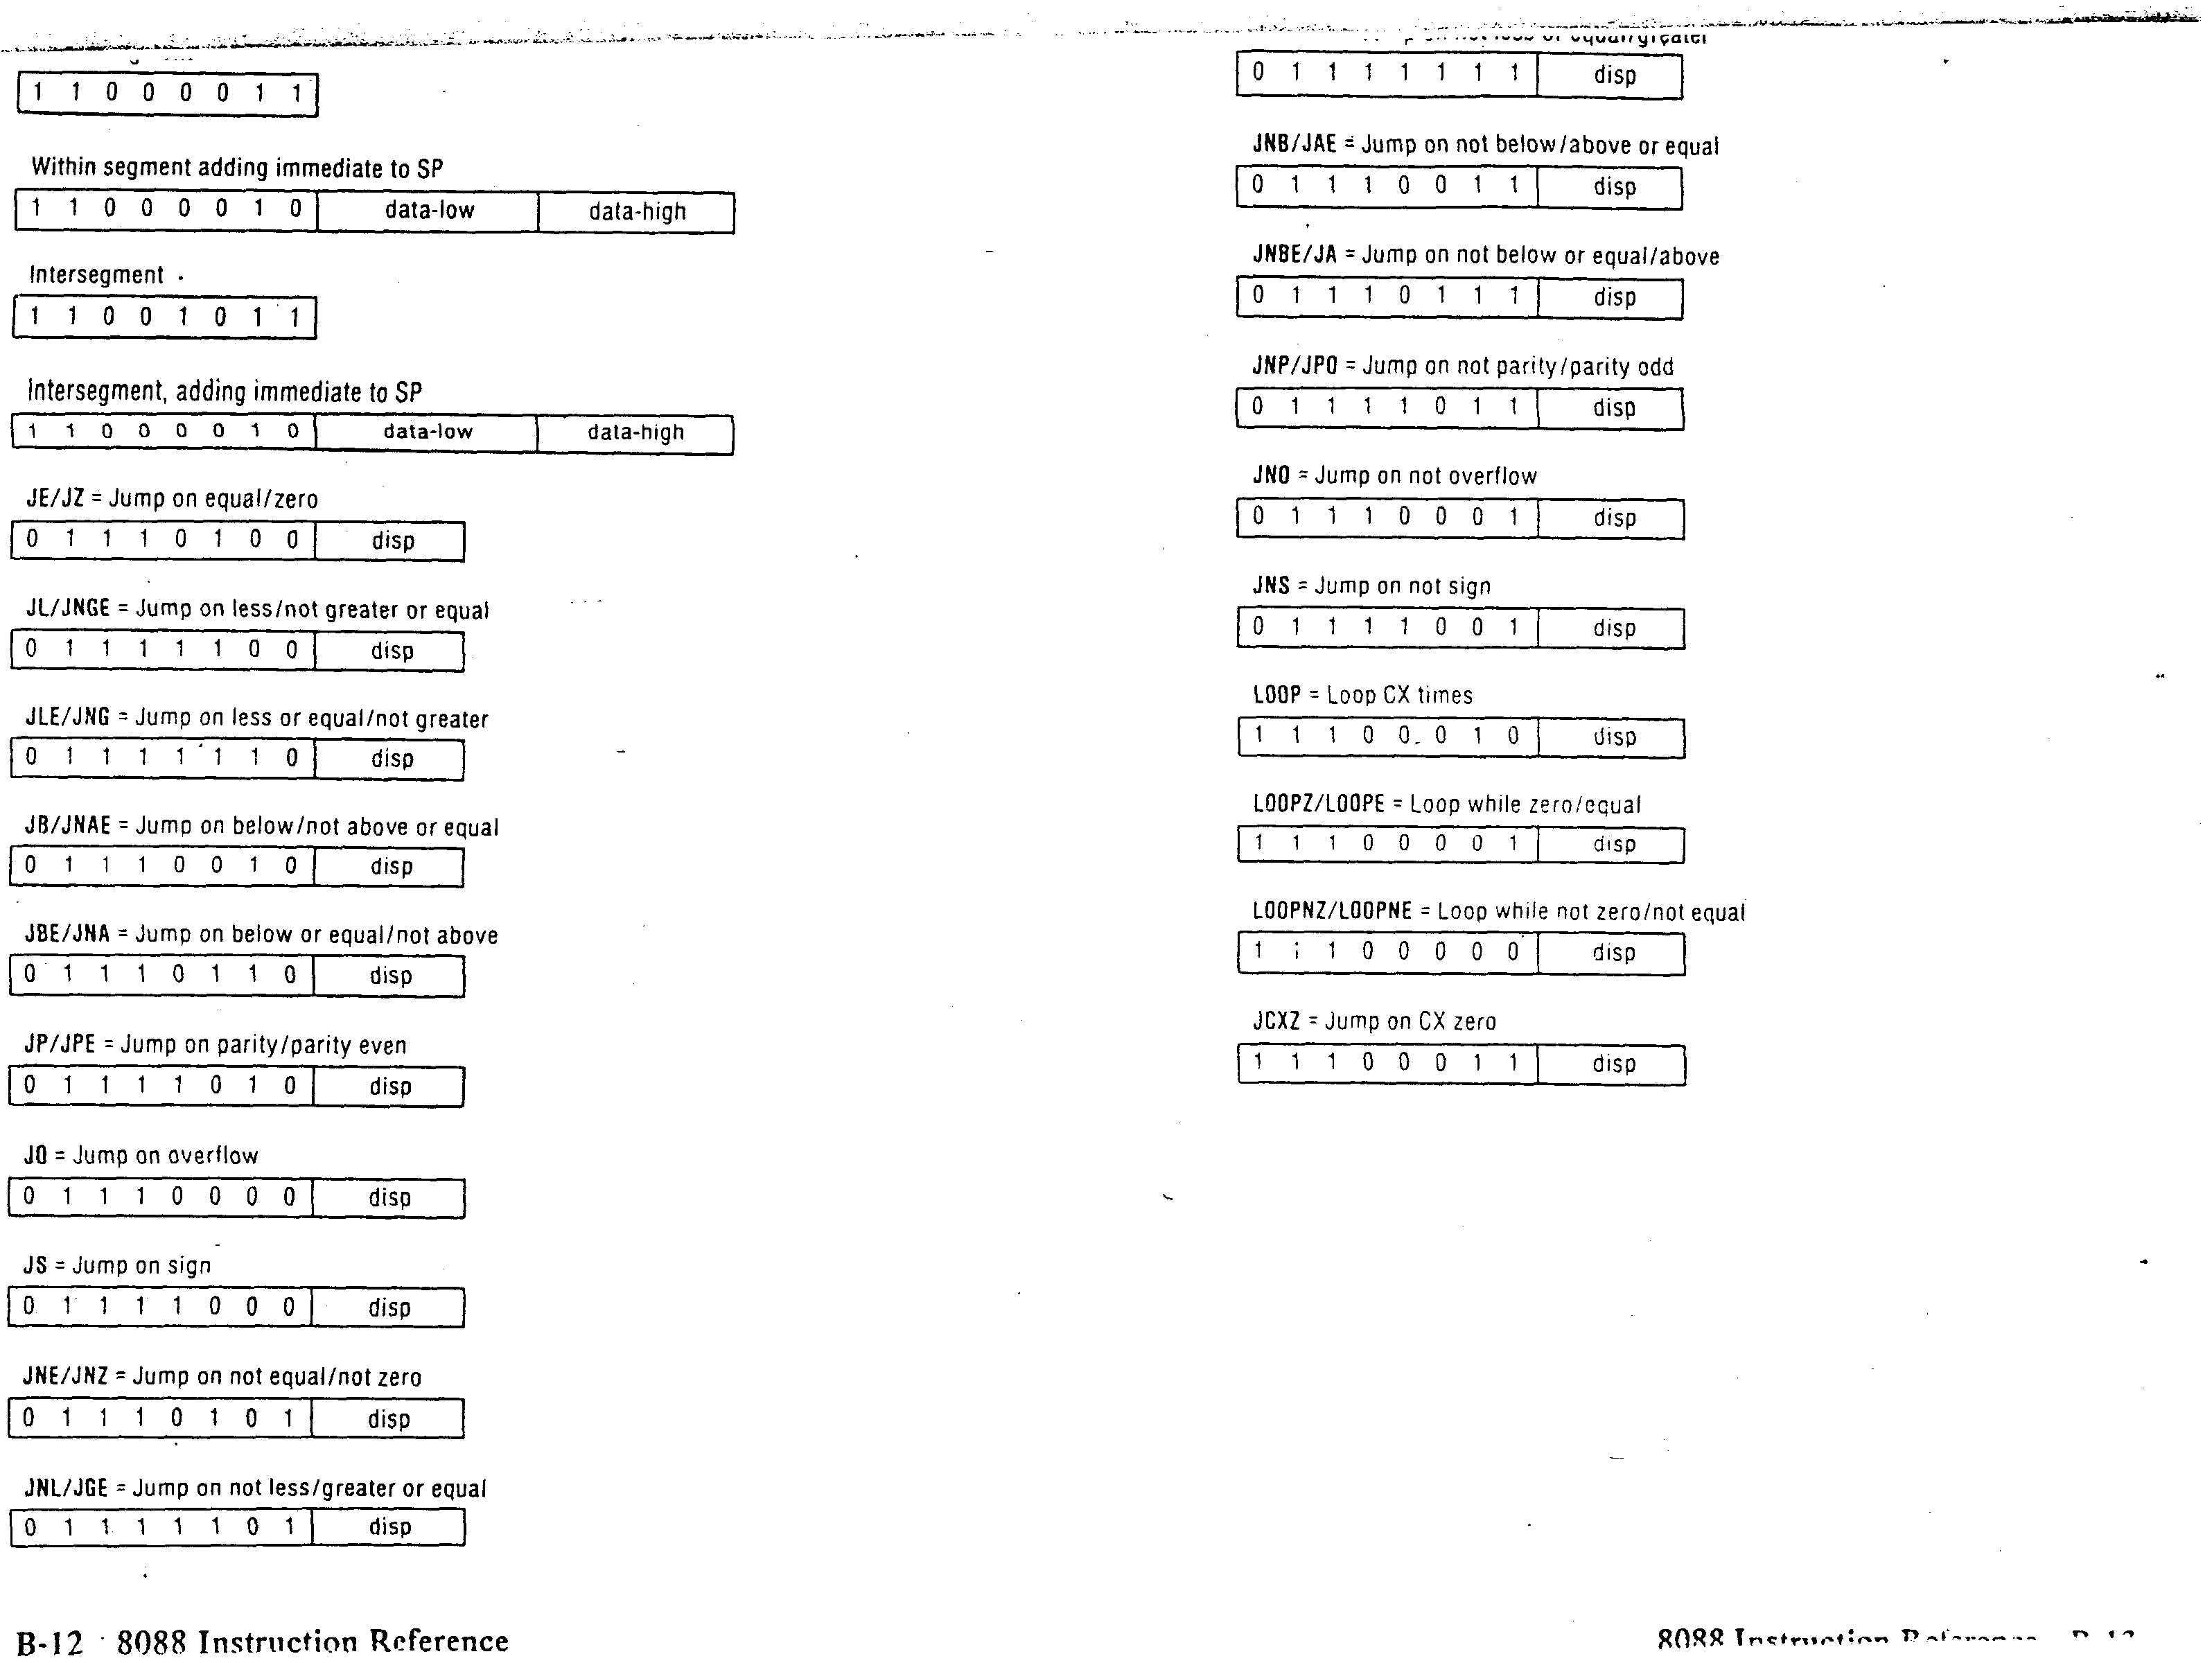 1 1 0 0 0 0 1 1
Within segment adding immediate to SP
1 1 0 0 0 0 1 0 data-low data-high
Intersegment
1 1 0 0 1 0 1 1
Intersegment, adding immediate to SP
1 1 0 0 0 0 1 0 data-low data-high
JE/JZ = Jump on equal/zero
0 1 1 1 0 1 0 0 disp
JL/JNGE = Jump on less/not greater or equal
0 1 1 1 1 1 0 0 disp
JLE/JNG = Jump on less or equal/not greater
0 1 1 1 1 1 1 0 disp
JB/JNAE = Jump on below/not above or equal
0 1 1 1 0 0 1 0 disp
JBE/JNA = Jump on below or equal/not above
0 1 1 1 0 1 1 0 disp
JP/JPE = Jump on parity/parity even
0 1 1 1 1 0 1 0 disp
JO = Jump on overflow
0 1 1 1 0 0 0 0 disp
JS = Jump on sign
0 1 1 1 1 0 0 0 disp
JNE/JNZ = Jump on not equal/not zero
0 1 1 1 0 1 0 1 disp
JNL/JGE = Jump on not less/greater or equal
0 1 1 1 1 1 0 1 disp
B-12 8088 Instruction Reference
or equal/greater
0 1 1 1 1 1 1 1 disp
JNB/JAE = Jump on not below/above or equal
0 1 1 1 0 0 1 1 disp
JNBE/JA = Jump on not below or equal/above
0 1 1 1 0 1 1 1 disp
JNP/JPO = Jump on not parity/parity odd
0 1 1 1 1 0 1 1 disp
JNO = Jump on not overflow
0 1 1 1 0 0 0 1 disp
JNS = Jump on not sign
0 1 1 1 1 0 0 1 disp
LOOP = Loop CX times
1 1 1 0 0 0 1 0 disp
LOOPZ/LOOPE = Loop while zero/equal
1 1 1 0 0 0 0 1 disp
LOOPNZ/LOOPNE = Loop while not zero/not equal
1 1 1 0 0 0 0 0 disp
JCXZ = Jump on CX zero
1 1 1 0 0 0 1 1 disp
8088 Instruction Reference